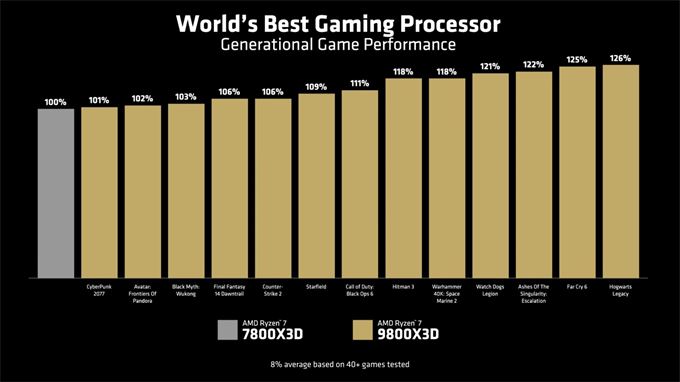 World's Best Gaming Processor
Generational Game Performance
100%
101%
102%
103%
106%
106%
109%
111%
118%
118%
121%
122%
125%
126%
CyberPunk
2077
Avatar:
Frontiers Of
Pandora
Black Myth:
Wukong
Final Fantasy
14 Dawntrail
Counter-
Strike 2
Starfield
Call of Duty:
Black Ops 6
Hitman 3
Warhammer
40K: Space
Marine 2
Watch Dogs
Legion
Ashes Of The
Singularity:
Escalation
Far Cry 6
Hogwarts
Legacy
AMD Ryzen™ 7
7800X3D
AMD Ryzen™ 7
9800X3D
8% average based on 40+ games tested